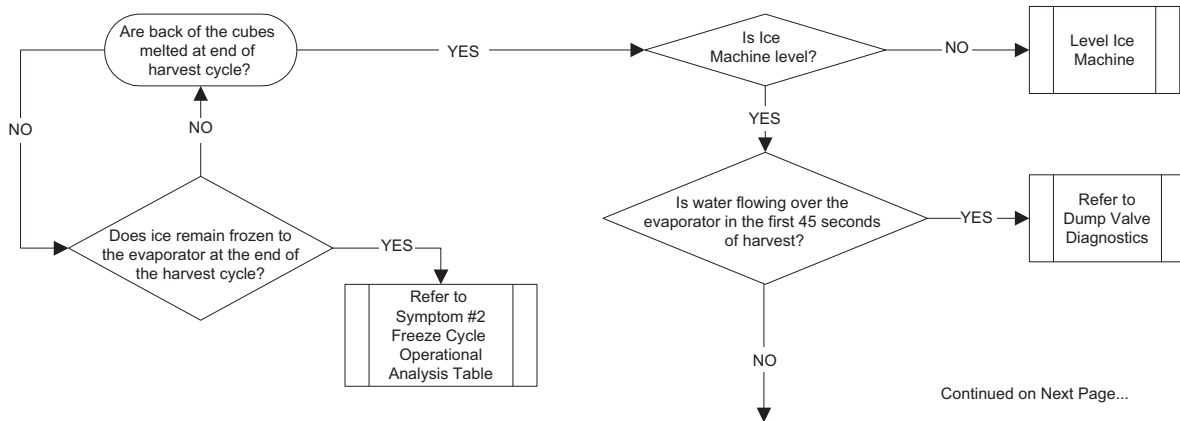 Are back of the cubes
melted at end of
harvest cycle?
YES
Is Ice
Machine level?
NO
Level Ice
Machine
NO
NO
YES
Does ice remain frozen to
the evaporator at the end of
the harvest cycle?
YES
Refer to
Symptom #2
Freeze Cycle
Operational
Analysis Table
Is water flowing over the
evaporator in the first 45 seconds
of harvest?
YES
Refer to
Dump Valve
Diagnostics
NO
Continued on Next Page...